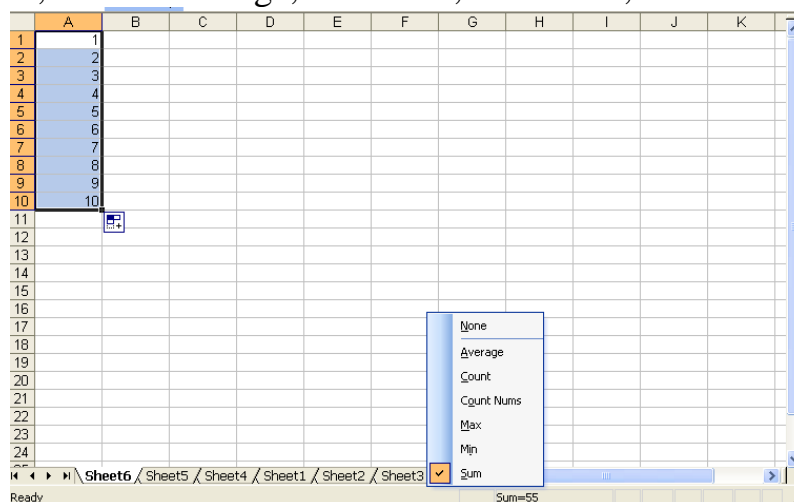 A B C D E F G H I J K
1 1
2 2
3 3
4 4
5 5
6 6
7 7
8 8
9 9
10 10
11
12
13
14
15
16
17
18
19
20
21
22
23
24
None
Average
Count
Count Nums
Max
Min
Sum
Sheet6 Sheet5 Sheet4 Sheet1 Sheet2 Sheet3
Ready Sum=55